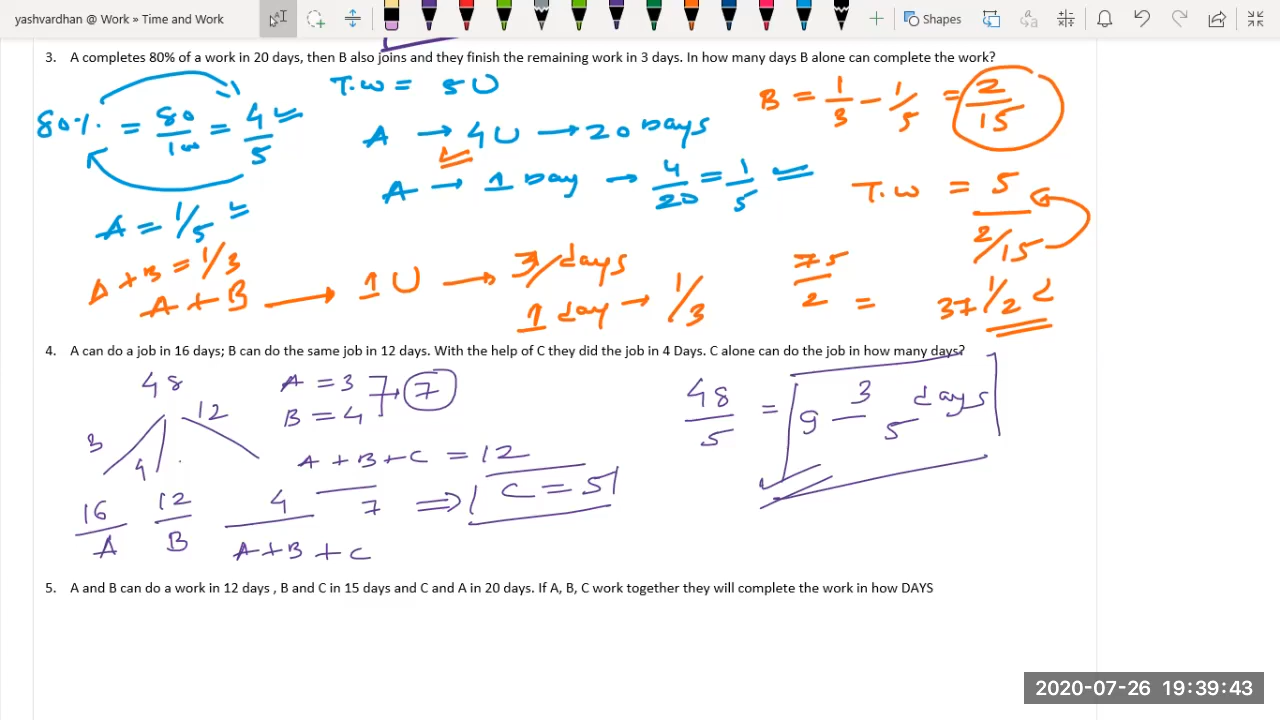 yashvardhan @ Work » Time and Work
Shapes
3. A completes 80% of a work in 20 days, then B also joins and they finish the remaining work in 3 days. In how many days B alone can complete the work?
80% = 80/100 = 4/5
T.W = 5U
A → 4U → 20 Days
A → 1 Day → 4/20 = 1/5
A = 1/5
A+B = 1/3
A+B → 1U → 3 days
1 day → 1/3
B = 1/3 - 1/5 = 2/15
T.W = 5
2/15
75/2 = 37 1/2 d
4. A can do a job in 16 days; B can do the same job in 12 days. With the help of C they did the job in 4 Days. C alone can do the job in how many days?
48
3 4 12
16 12 4
A B A+B+C
A = 3
B = 4
7
A+B+C = 12
7 ⇒ C = 5
48/5 = 9 3/5 days
5. A and B can do a work in 12 days , B and C in 15 days and C and A in 20 days. If A, B, C work together they will complete the work in how DAYS
2020-07-26 19:39:43